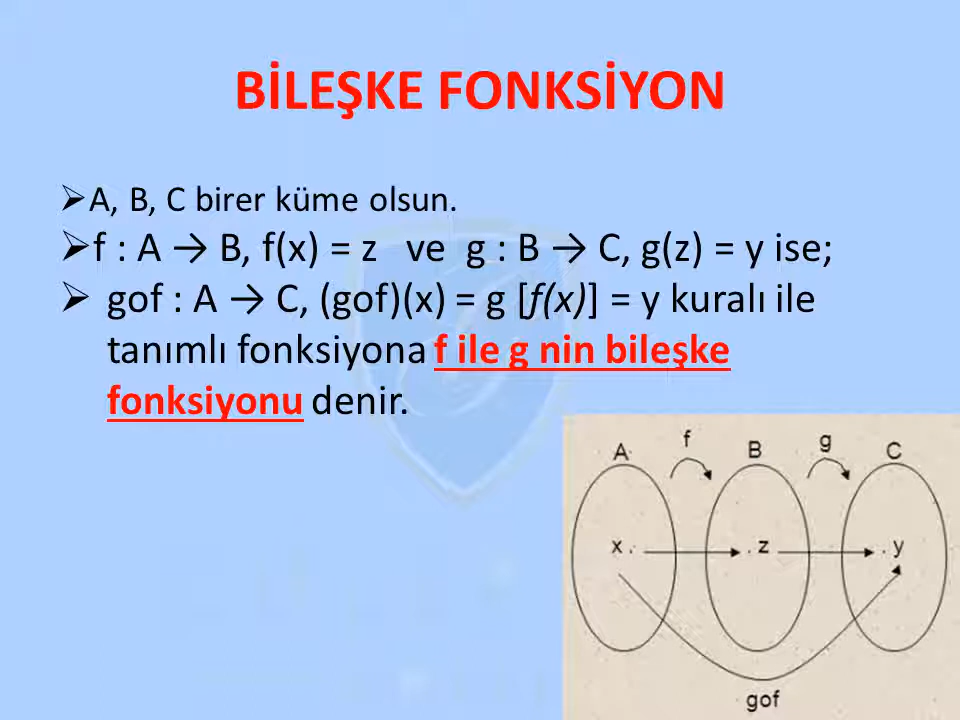 BİLEŞKE FONKSİYON
➢A, B, C birer küme olsun.
➢f : A → B, f(x) = z ve g : B → C, g(z) = y ise;
➢ gof : A → C, (gof)(x) = g [f(x)] = y kuralı ile
tanımlı fonksiyona f ile g nin bileşke
fonksiyonu denir.
A f B g C
x . . z . y
gof